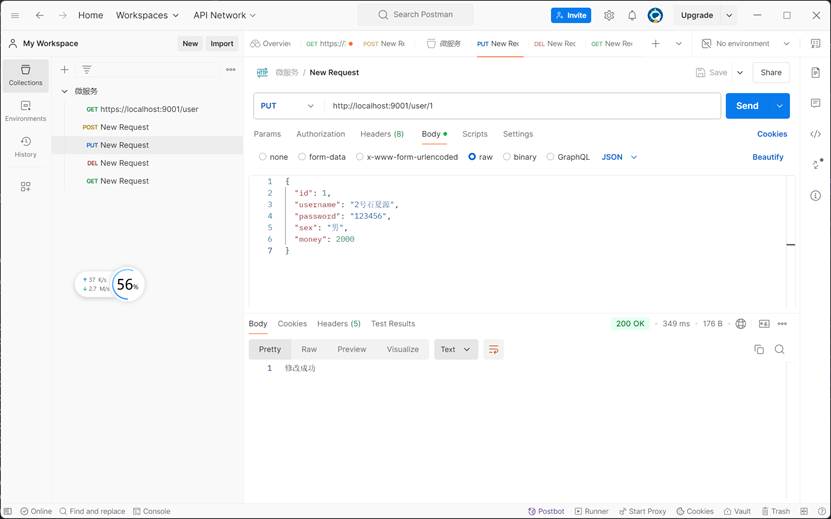 Home Workspaces API Network Search Postman Invite Upgrade
My Workspace New Import Overvie GET https:// POST New Re 微服务 PUT New Rec DEL New Rec GET New Rec No environment
Collections
Environments
History
微服务
GET https://localhost:9001/user
POST New Request
PUT New Request
DEL New Request
GET New Request
37 K/s
2.7 M/s
56%
HTTP 微服务 / New Request Save Share
PUT http://localhost:9001/user/1 Send
Params Authorization Headers (8) Body Scripts Settings Cookies
none form-data x-www-form-urlencoded raw binary GraphQL JSON Beautify
1 {
2 "id": 1,
3 "username": "2号石夏源",
4 "password": "123456",
5 "sex": "男",
6 "money": 2000
7 }
Body Cookies Headers (5) Test Results 200 OK 349 ms 176 B
Pretty Raw Preview Visualize Text
1 修改成功
Online Find and replace Console Postbot Runner Start Proxy Cookies Vault Trash